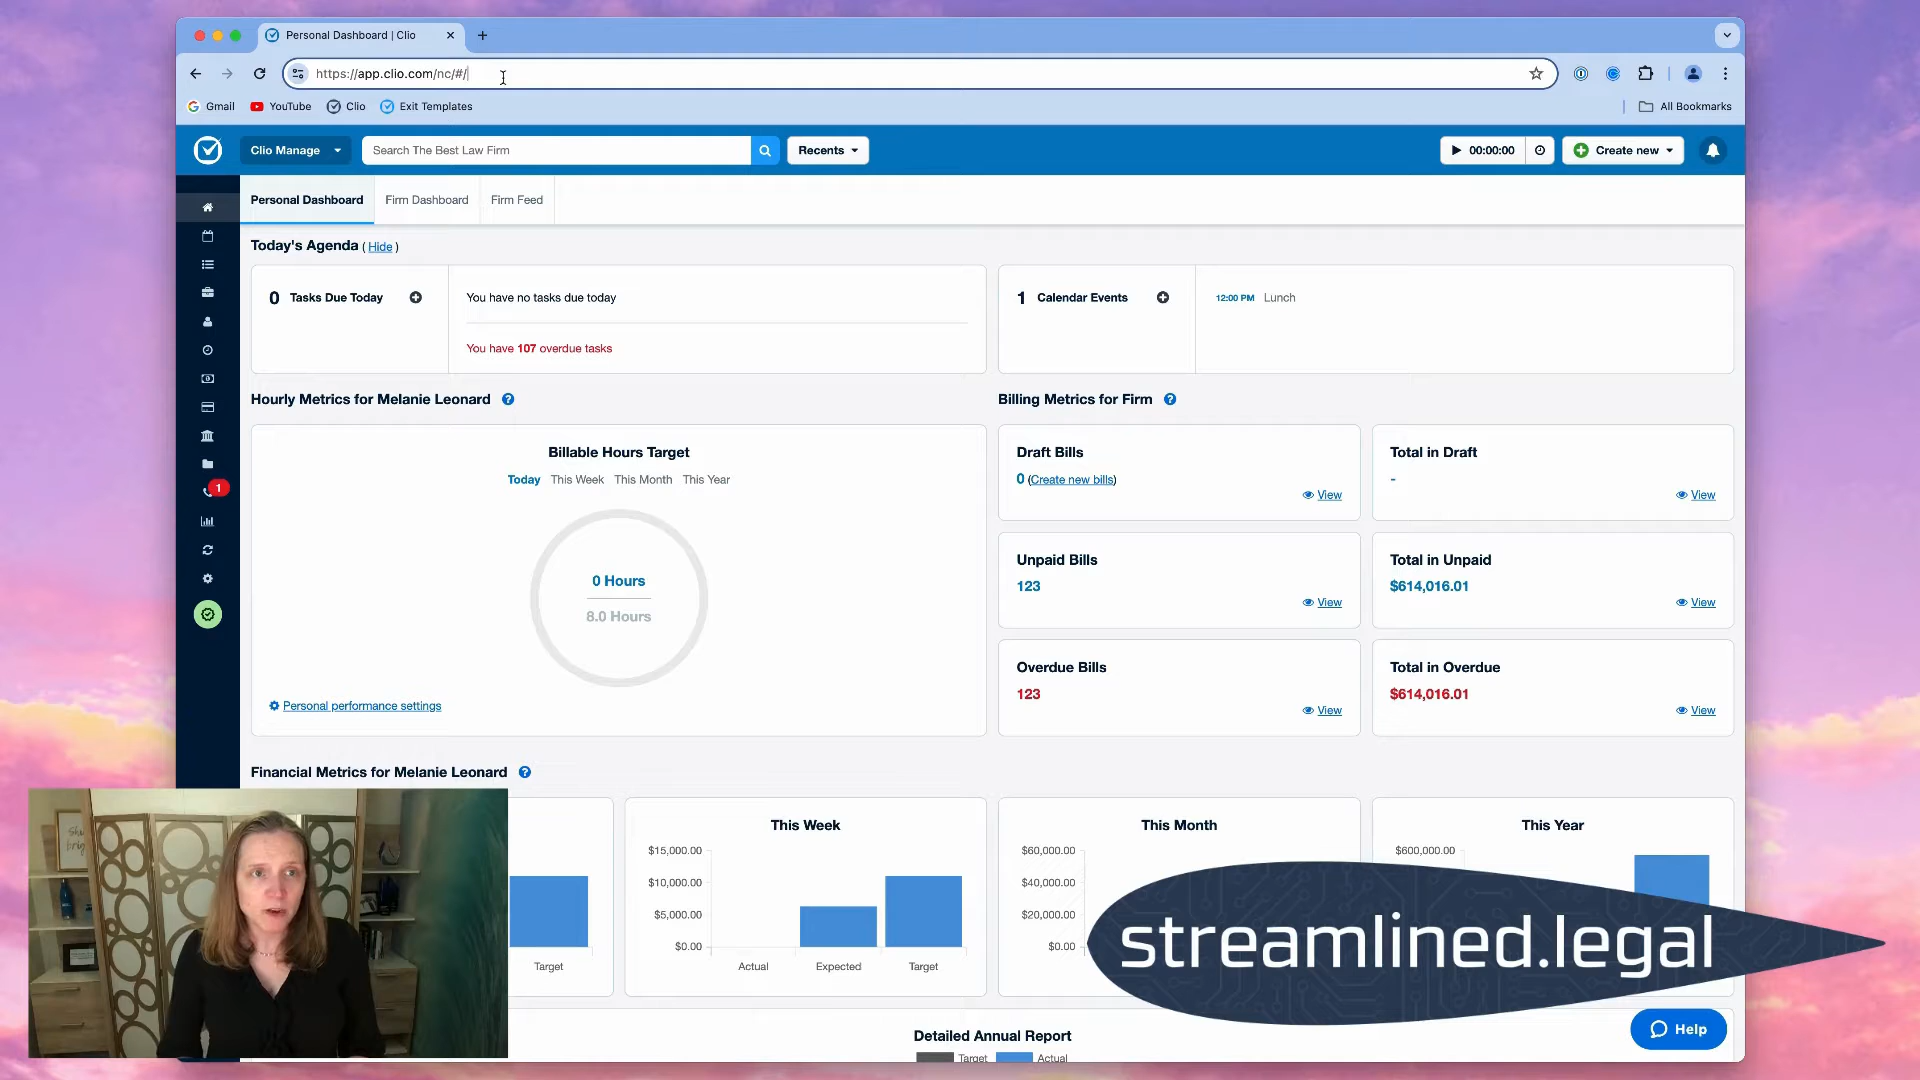 Personal Dashboard | Clio
https://app.clio.com/nc/#/
Gmail
YouTube
Clio
Exit Templates
All Bookmarks
Clio Manage
Search The Best Law Firm
Recents
00:00:00
Create new
Personal Dashboard
Firm Dashboard
Firm Feed
Today's Agenda ( Hide )
0 Tasks Due Today
You have no tasks due today
You have 107 overdue tasks
1 Calendar Events
12:00 PM Lunch
Hourly Metrics for Melanie Leonard
Billable Hours Target
Today This Week This Month This Year
0 Hours
8.0 Hours
Personal performance settings
Billing Metrics for Firm
Draft Bills
0 (Create new bills)
View
Total in Draft
-
View
Unpaid Bills
123
View
Total in Unpaid
$614,016.01
View
Overdue Bills
123
View
Total in Overdue
$614,016.01
View
1
Financial Metrics for Melanie Leonard
Target
This Week
$15,000.00
$10,000.00
$5,000.00
$0.00
Actual
Expected
Target
This Month
$60,000.00
$40,000.00
$20,000.00
$0.00
This Year
$600,000.00
streamlined.legal
Help
Detailed Annual Report
Target
Actual